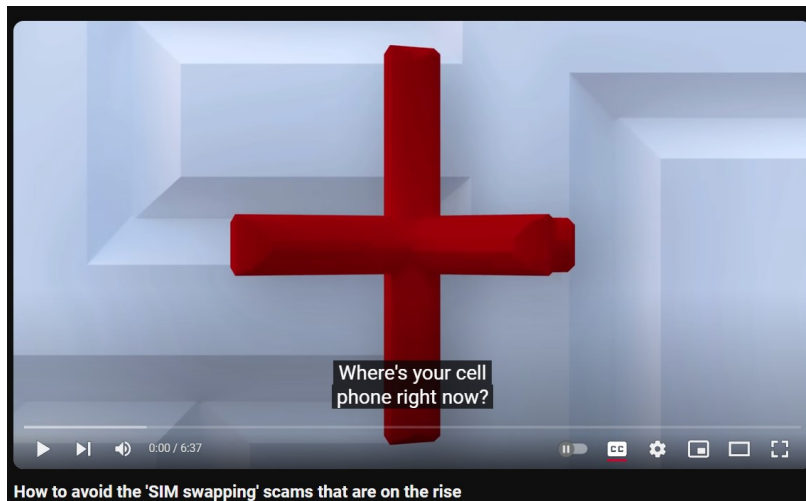 Where's your cell
phone right now?
0:00 / 6:37
CC
How to avoid the 'SIM swapping' scams that are on the rise